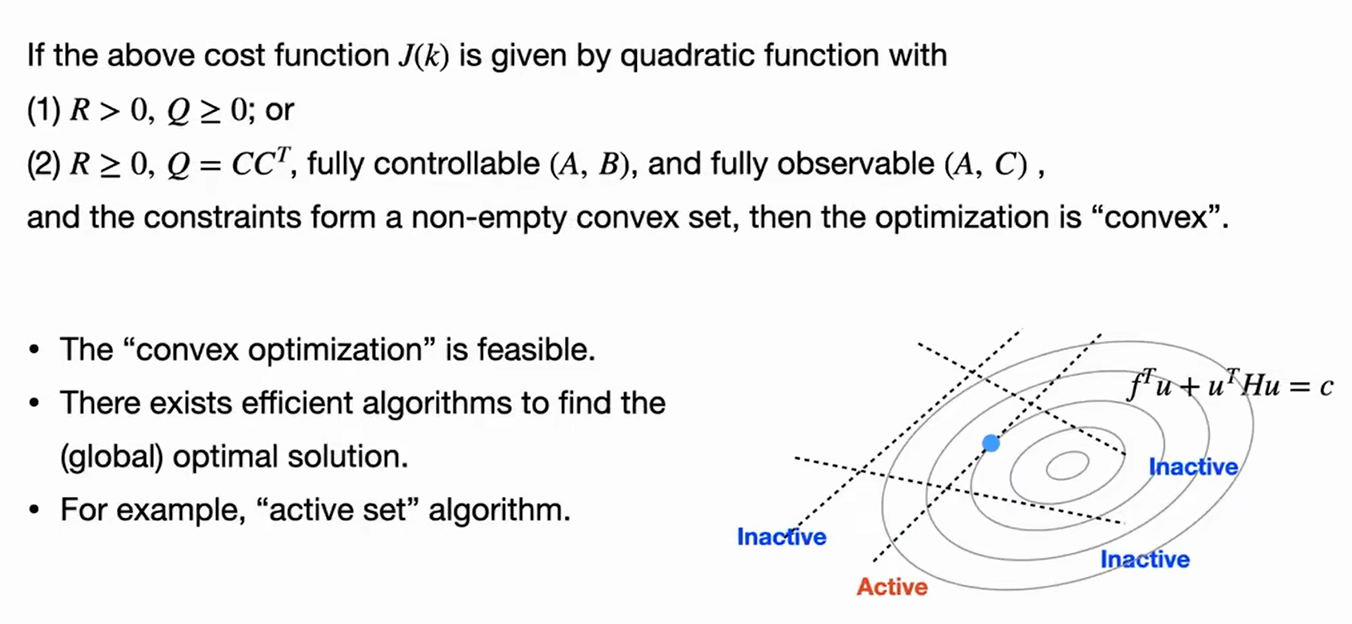 If the above cost function J(k) is given by quadratic function with
(1) R > 0, Q ≥ 0; or
(2) R ≥ 0, Q = CCᵀ, fully controllable (A, B), and fully observable (A, C) ,
and the constraints form a non-empty convex set, then the optimization is “convex”.
• The “convex optimization” is feasible.
• There exists efficient algorithms to find the
(global) optimal solution.
• For example, “active set” algorithm.
fᵀu + uᵀHu = c
Inactive
Inactive
Inactive
Active